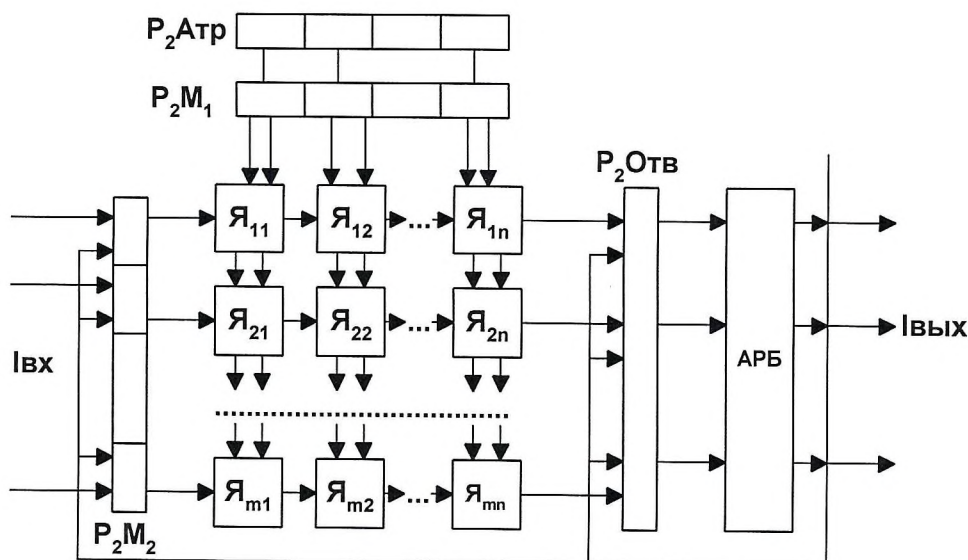 P₂Атр
P₂M₁
P₂Отв
Я₁₁ Я₁₂ ... Я₁ₙ
Я₂₁ Я₂₂ ... Я₂ₙ
Iвх
АРБ
Iвых
Яₘ₁ Яₘ₂ ... Яₘₙ
P₂M₂